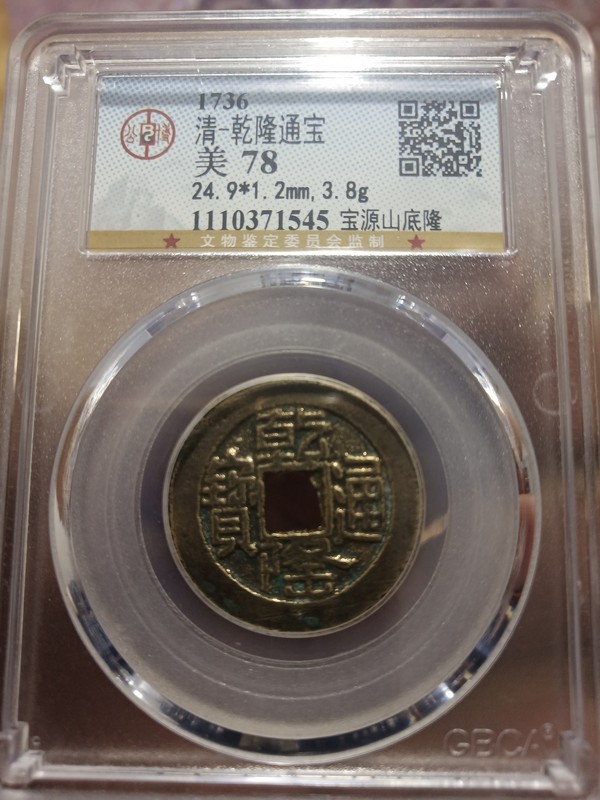 1736
清-乾隆通宝
美 78
24.9*1.2mm, 3.8g
1110371545 宝源山底隆
★ 文物鉴定委员会监制 ★
乾隆通寶
GBCA